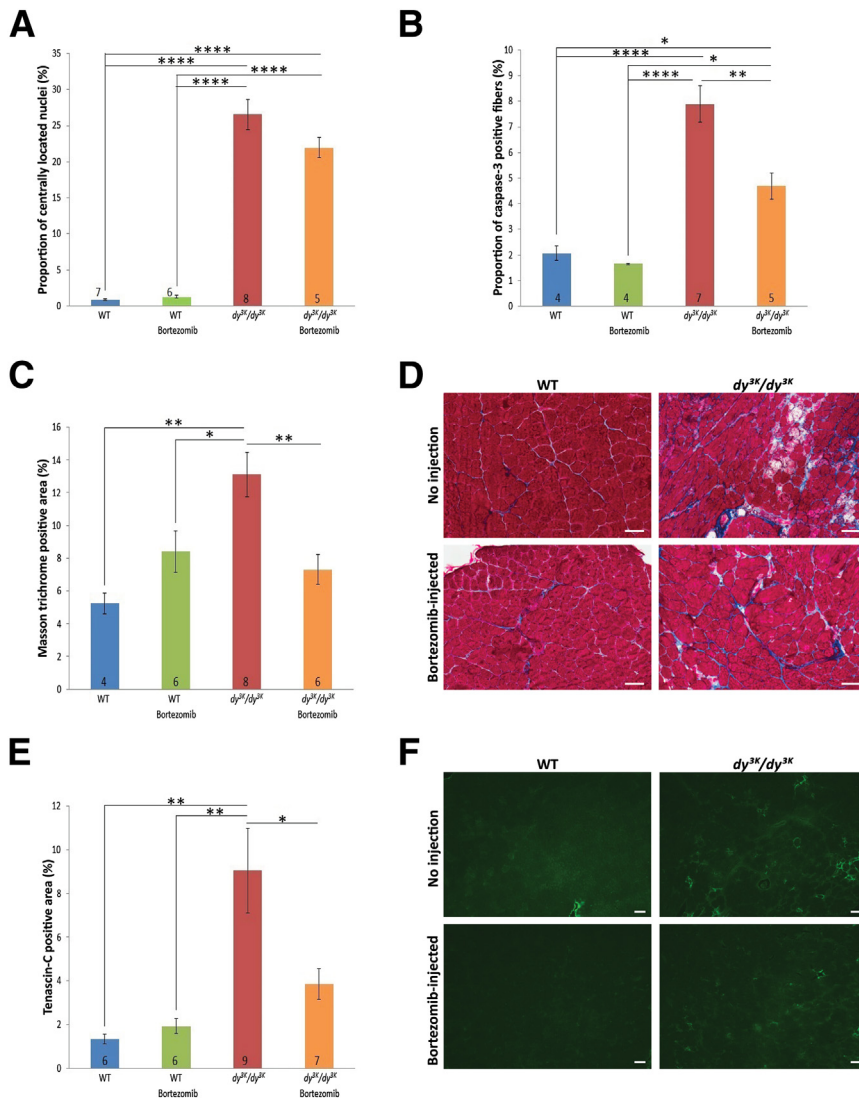 A
****
****
****
****
Proportion of centrally located nuclei (%)
35
30
25
20
15
10
5
0
7
6
8
5
WT
WT
Bortezomib
dy³ᴷ/dy³ᴷ
dy³ᴷ/dy³ᴷ
Bortezomib
B
*
****
*
****
**
Proportion of caspase-3 positive fibers (%)
10
9
8
7
6
5
4
3
2
1
0
4
4
7
5
WT
WT
Bortezomib
dy³ᴷ/dy³ᴷ
dy³ᴷ/dy³ᴷ
Bortezomib
C
**
*
**
Masson trichrome positive area (%)
16
14
12
10
8
6
4
2
0
4
6
8
6
WT
WT
Bortezomib
dy³ᴷ/dy³ᴷ
dy³ᴷ/dy³ᴷ
Bortezomib
D
WT
dy³ᴷ/dy³ᴷ
No injection
Bortezomib-injected
E
**
**
*
Tenascin-C positive area (%)
12
10
8
6
4
2
0
6
6
9
7
WT
WT
Bortezomib
dy³ᴷ/dy³ᴷ
dy³ᴷ/dy³ᴷ
Bortezomib
F
WT
dy³ᴷ/dy³ᴷ
No injection
Bortezomib-injected